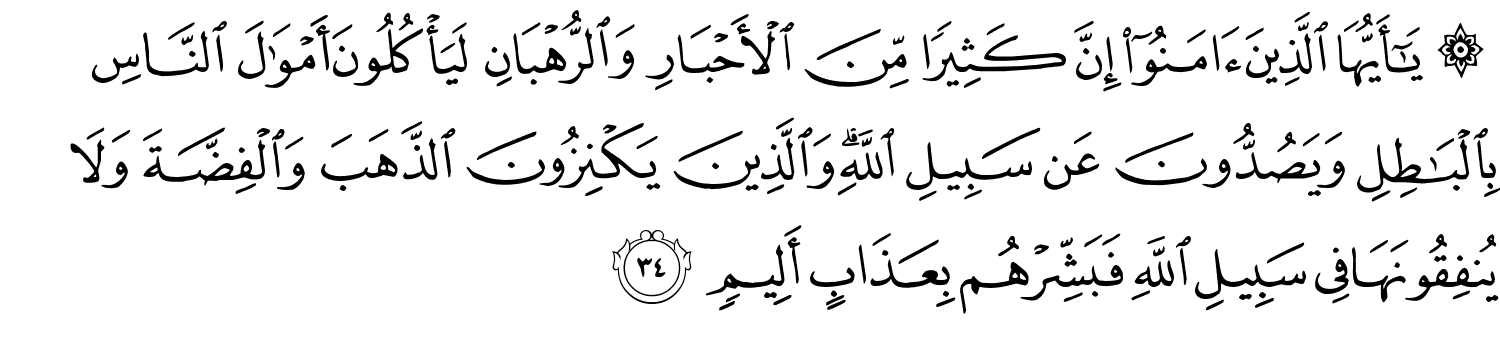 ۞ يَـٰٓأَيُّهَا ٱلَّذِينَ ءَامَنُوٓا۟ إِنَّ كَثِيرًا مِّنَ ٱلْأَحْبَارِ وَٱلرُّهْبَانِ لَيَأْكُلُونَ أَمْوَٰلَ ٱلنَّاسِ
بِٱلْبَـٰطِلِ وَيَصُدُّونَ عَن سَبِيلِ ٱللَّهِ ۗ وَٱلَّذِينَ يَكْنِزُونَ ٱلذَّهَبَ وَٱلْفِضَّةَ وَلَا
يُنفِقُونَهَا فِى سَبِيلِ ٱللَّهِ فَبَشِّرْهُم بِعَذَابٍ أَلِيمٍ ٣٤